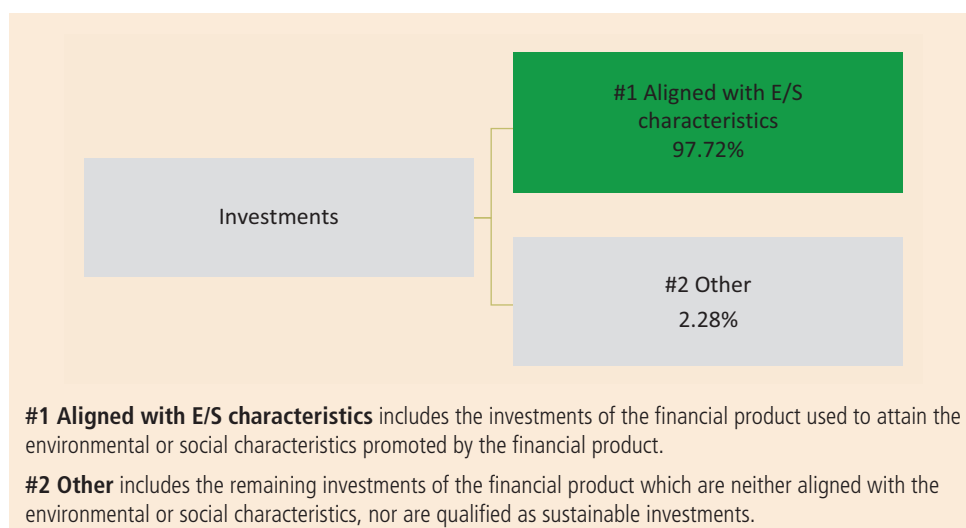 #1 Aligned with E/S
characteristics
97.72%
Investments
#2 Other
2.28%
#1 Aligned with E/S characteristics includes the investments of the financial product used to attain the
environmental or social characteristics promoted by the financial product.
#2 Other includes the remaining investments of the financial product which are neither aligned with the
environmental or social characteristics, nor are qualified as sustainable investments.